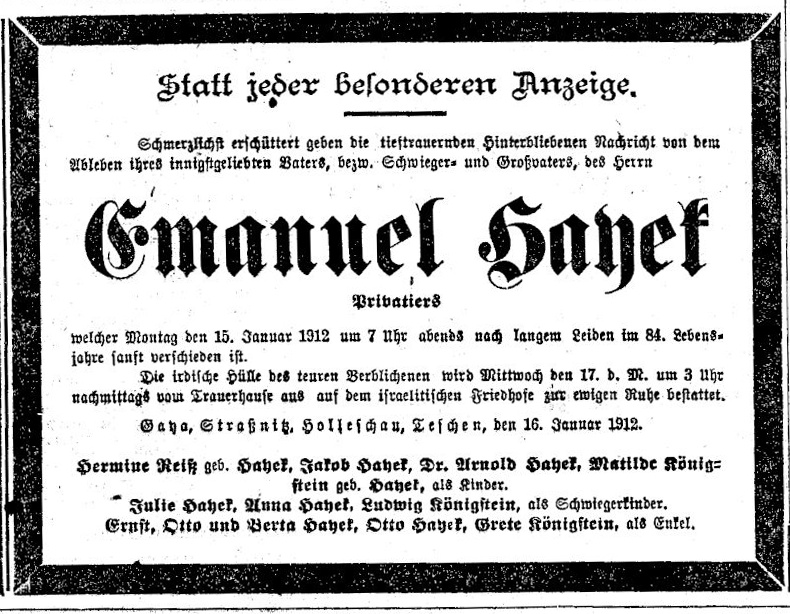 Statt jeder besonderen Anzeige.
Schmerzlichst erschüttert geben die tieftrauernden Hinterbliebenen Nachricht von dem
Ableben ihres innigstgeliebten Vaters, bezw. Schwieger- und Großvaters, des Herrn
Emanuel Hayek
Privatiers
welcher Montag den 15. Januar 1912 um 7 Uhr abends nach langem Leiden im 84. Lebens-
jahre sanft verschieden ist.
Die irdische Hülle des teuren Verblichenen wird Mittwoch den 17. d. M. um 3 Uhr
nachmittags vom Trauerhause aus auf dem israelitischen Friedhofe zur ewigen Ruhe bestattet.
Gaya, Straßnitz, Holleschau, Teschen, den 16. Januar 1912.
Hermine Reiß geb. Hayek, Jakob Hayek, Dr. Arnold Hayek, Matilde König-
stein geb. Hayek, als Kinder.
Julie Hayek, Anna Hayek, Ludwig Königstein, als Schwiegerkinder.
Ernst, Otto und Berta Hayek, Otto Hayek, Grete Königstein, als Enkel.